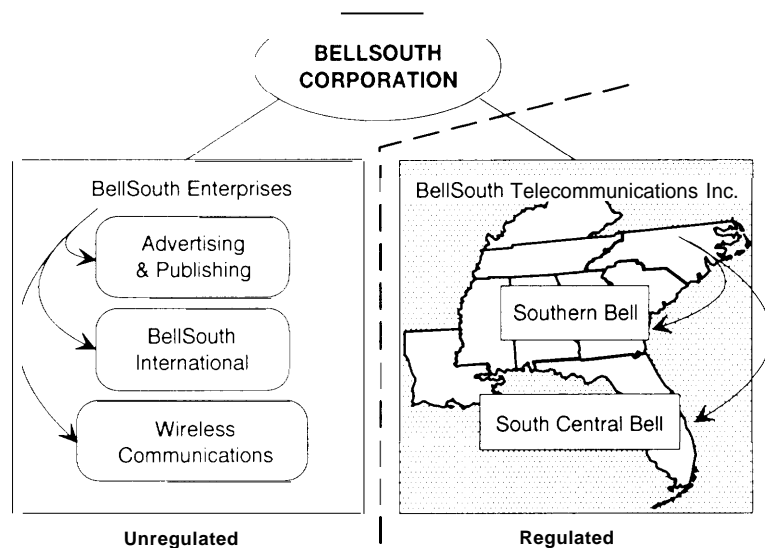 BELLSOUTH
CORPORATION
BellSouth Enterprises
Advertising
& Publishing
BellSouth
International
Wireless
Communications
Unregulated
BellSouth Telecommunications Inc.
Southern Bell
South Central Bell
Regulated